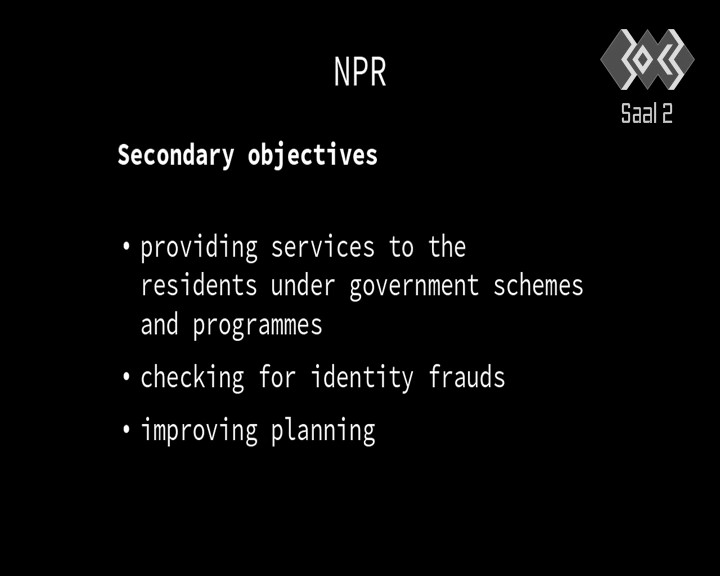 NPR
Saal 2
Secondary objectives
• providing services to the
residents under government schemes
and programmes
• checking for identity frauds
• improving planning